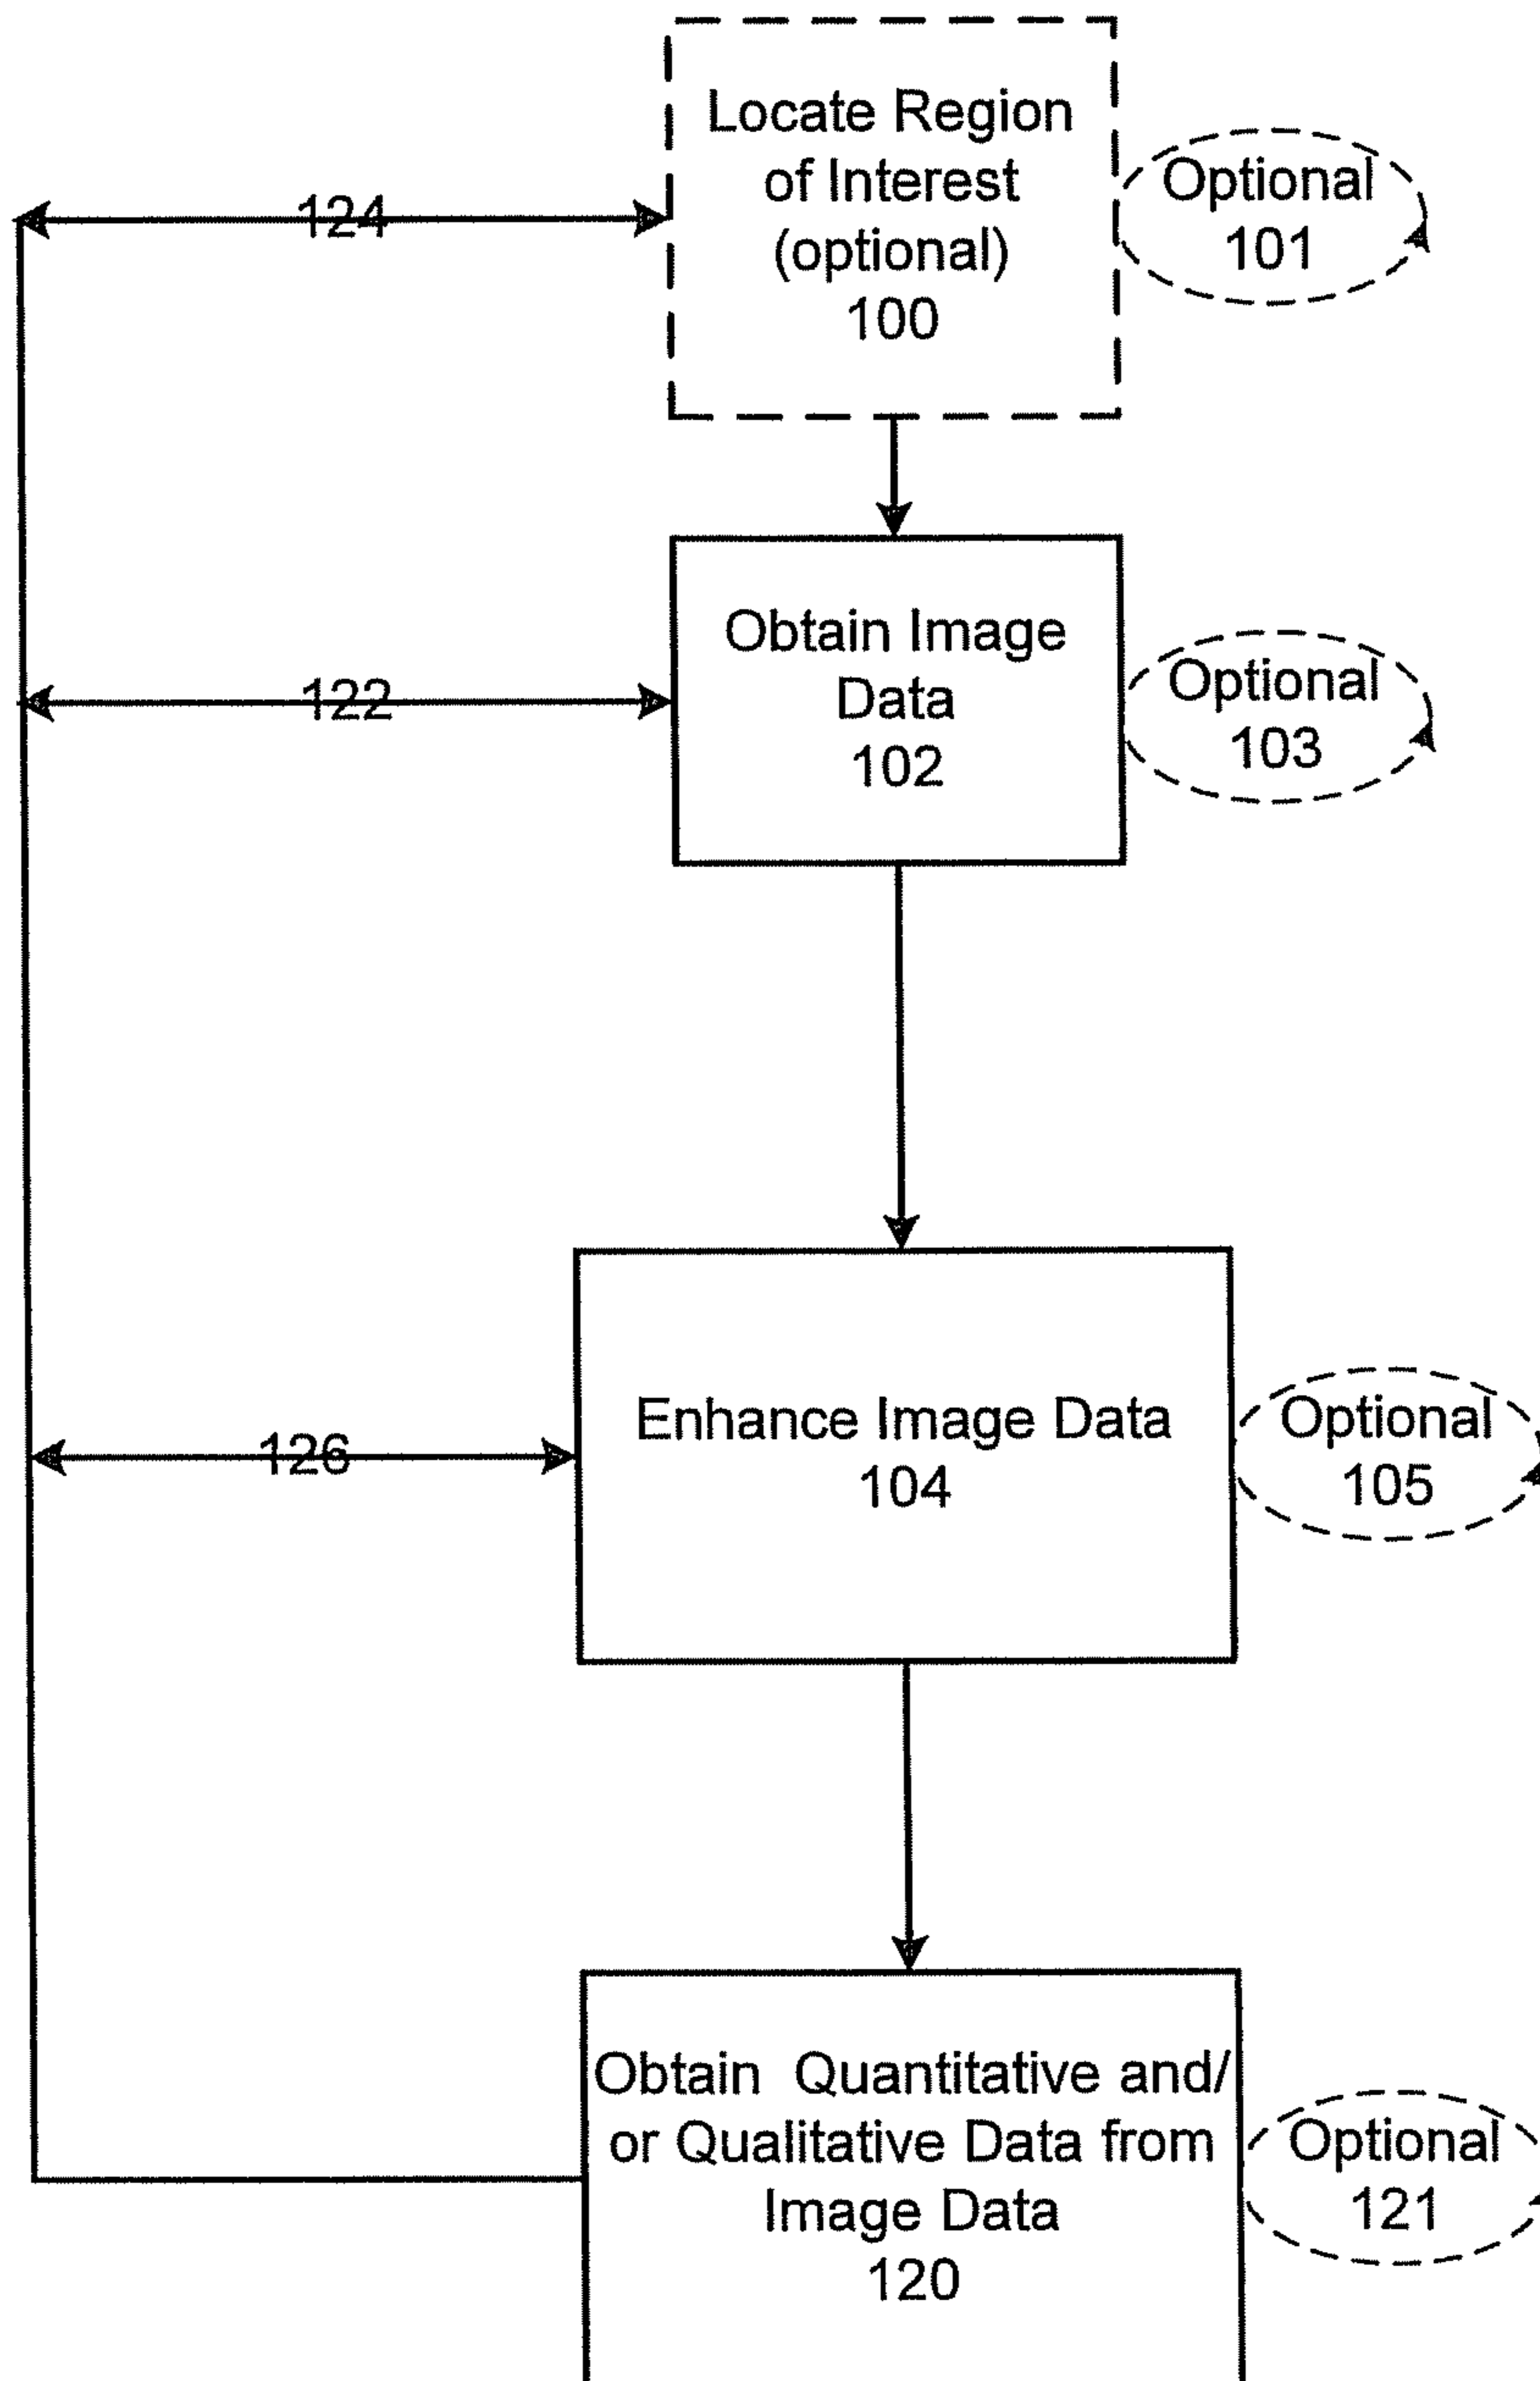 Locate Region
of Interest
(optional)
100
Optional
101
124
Obtain Image
Data
102
Optional
103
122
Enhance Image Data
104
Optional
105
126
Obtain Quantitative and/
or Qualitative Data from
Image Data
120
Optional
121